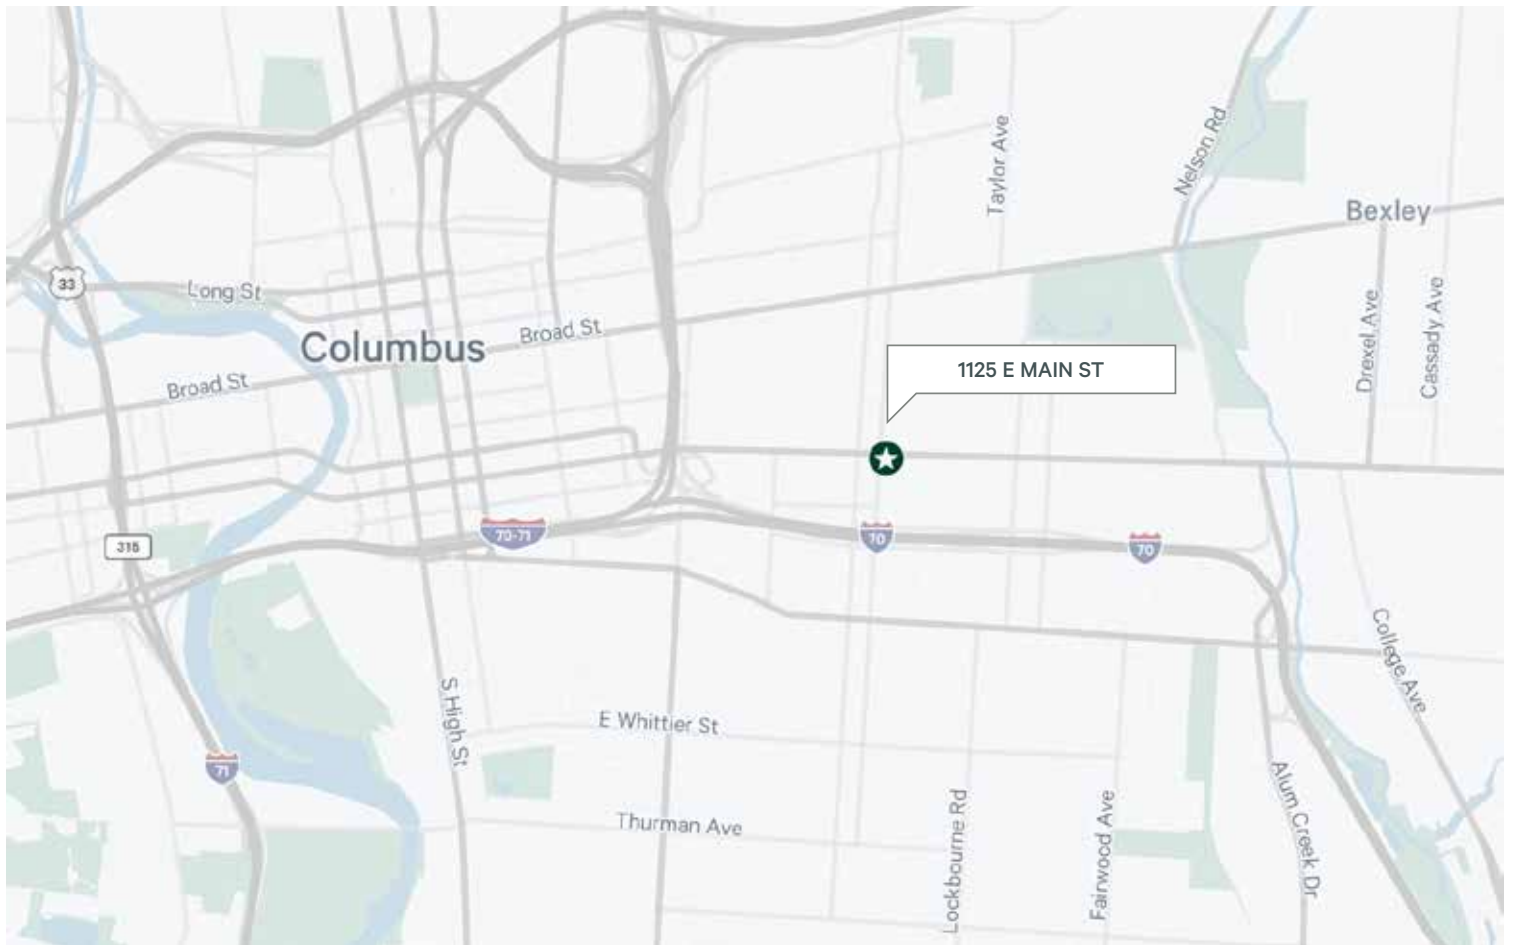 Taylor Ave
Nelson Rd
Bexley
33
Long St
Columbus
Broad St
Broad St
1125 E MAIN ST
Drexel Ave
Cassady Ave
315
70-71
70
70
S High St
E Whittier St
College Ave
71
Thurman Ave
Lockbourne Rd
Fairwood Ave
Alum Creek Dr